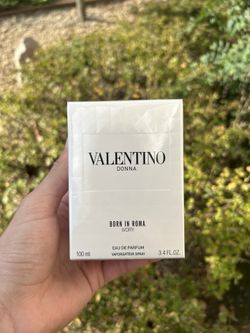 VALENTINO
DONNA
BORN IN ROMA
IVORY
EAU DE PARFUM
100 ml VAPORISATEUR SPRAY 3.4 FL.OZ.